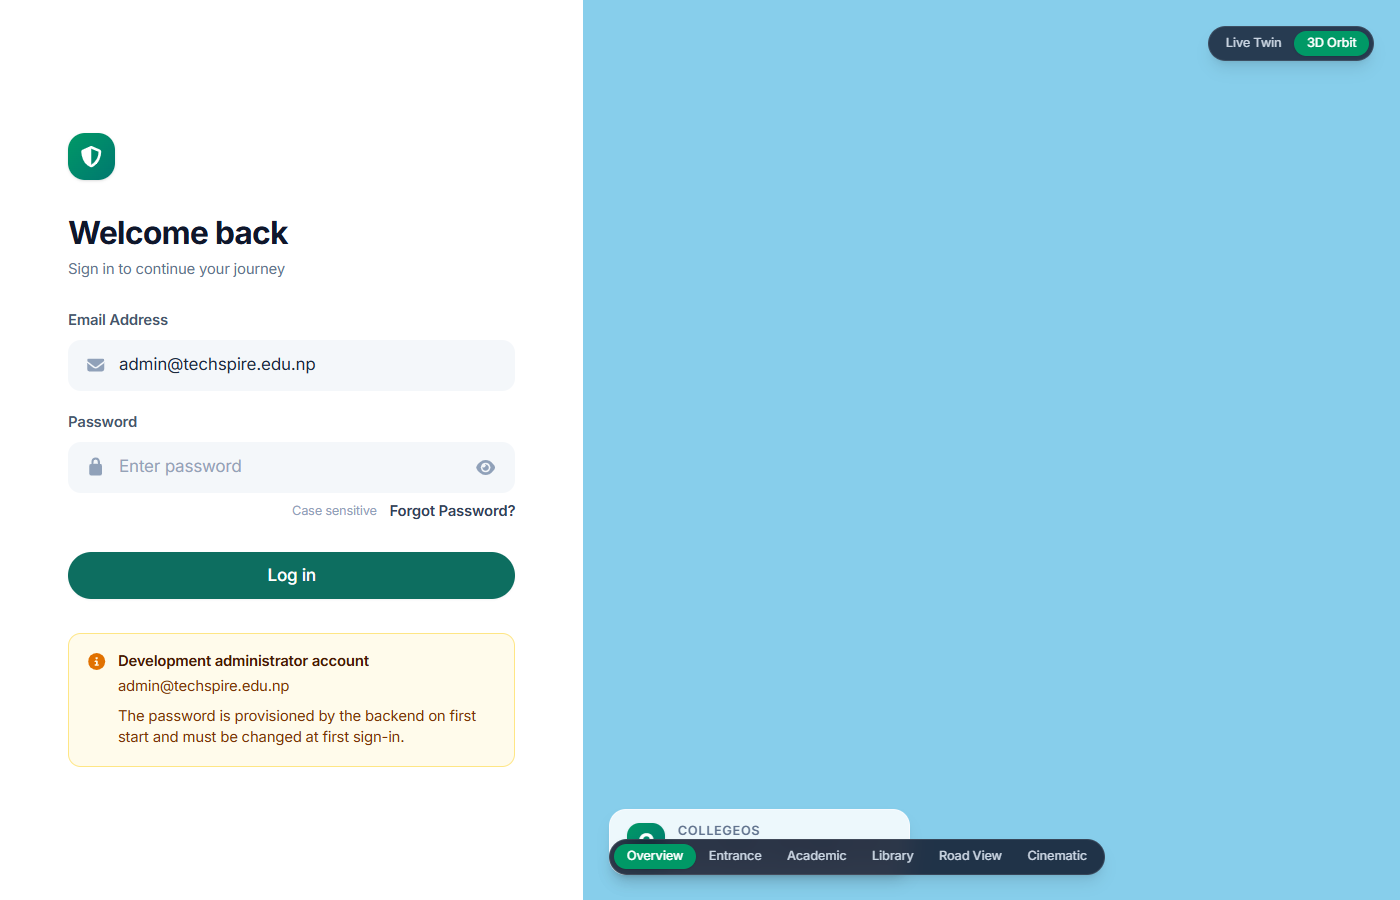 Welcome back
Sign in to continue your journey
Email Address
admin@techspire.edu.np
Password
Enter password
Case sensitive Forgot Password?
Log in
Development administrator account
admin@techspire.edu.np
The password is provisioned by the backend on first
start and must be changed at first sign-in.
Live Twin 3D Orbit
COLLEGEOS
Overview Entrance Academic Library Road View Cinematic